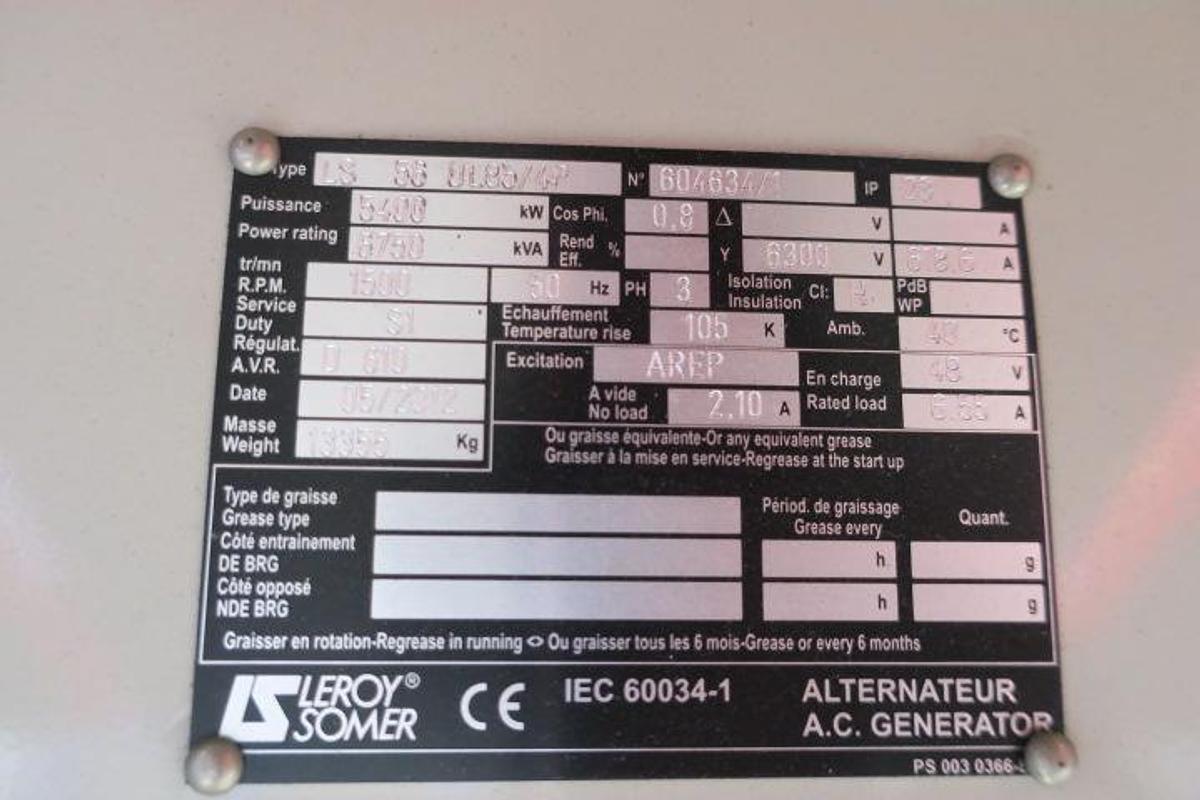 Type LS 56 N° 604634/1 IP 23
Puissance 5400 kW Cos Phi. 0.8 Δ V A
Power rating 6750 kVA Rend Eff. % Y 6300 V 618.6 A
tr/mn
R.P.M. 1500 50 Hz PH 3 Isolation Insulation Cl: PdB WP
Service
Duty S1 Echauffement Temperature rise 105 K Amb. °C
Régulat.
A.V.R. D 610 Excitation AREP 48 V
Date 05/2012 A vide No load 2.10 A En charge Rated load A
Masse
Weight 13355 Kg
Ou graisse équivalente-Or any equivalent grease
Graisser à la mise en service-Regrease at the start up
Type de graisse
Grease type
Périod. de graissage
Grease every
Quant.
Côté entrainement
DE BRG h g
Côté opposé
NDE BRG h g
Graisser en rotation-Regrease in running <> Ou graisser tous les 6 mois-Grease or every 6 months
LEROY®
SOMER
CE IEC 60034-1
ALTERNATEUR
A.C. GENERATOR
PS 003 0366-